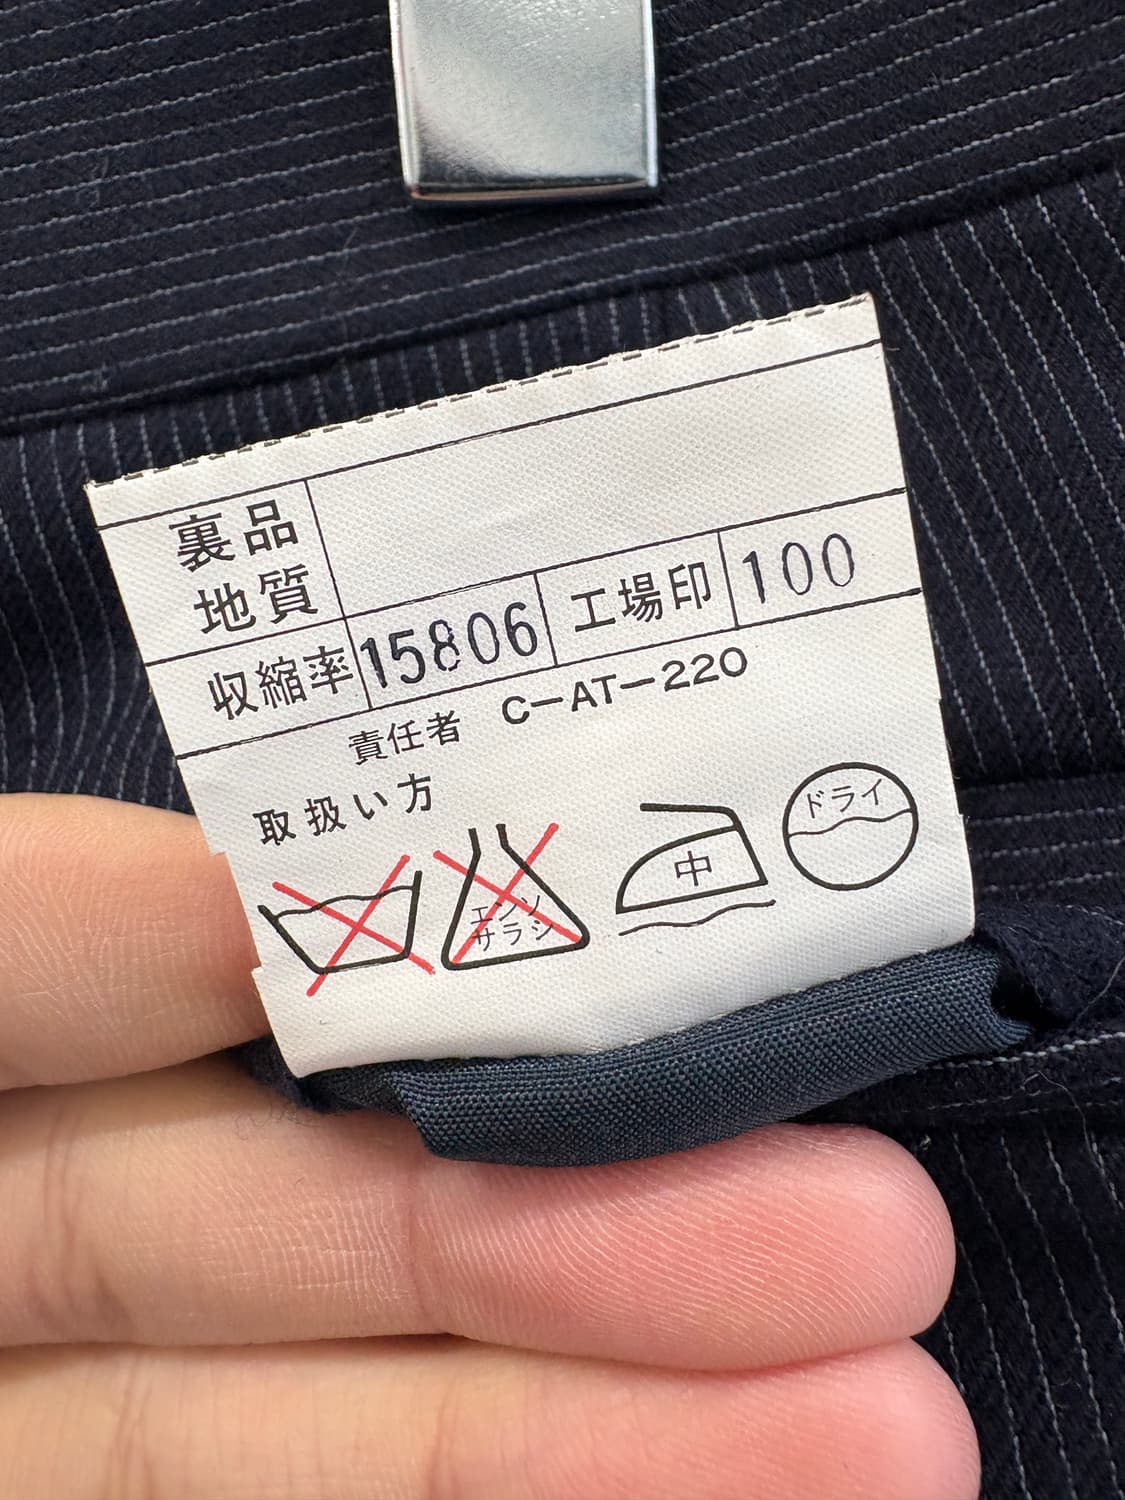 裏品
地質
収縮率 15806 工場印 100
責任者 C-AT-220
取扱い方
エンソ
サラシ
中
ドライ